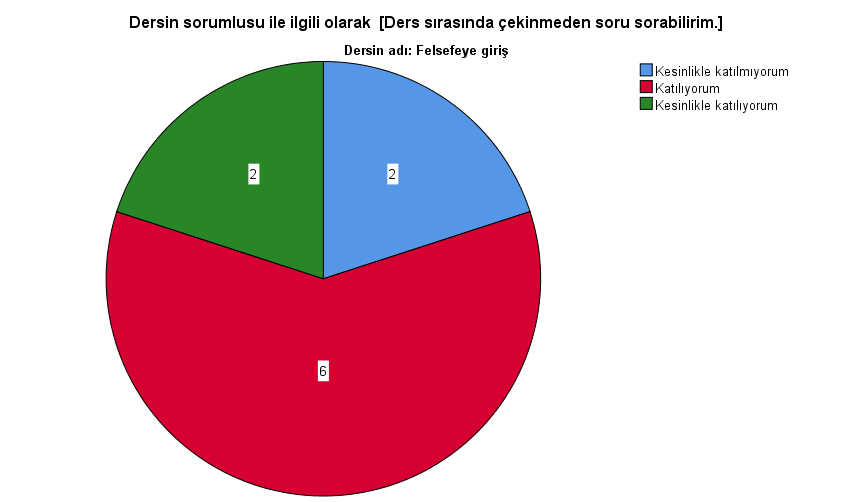 Dersin sorumlusu ile ilgili olarak  [Ders sırasında çekinmeden soru sorabilirim.]
Dersin adı: Felsefeye giriş
Kesinlikle katılmıyorum
Katılıyorum
Kesinlikle katılıyorum
2
2
6